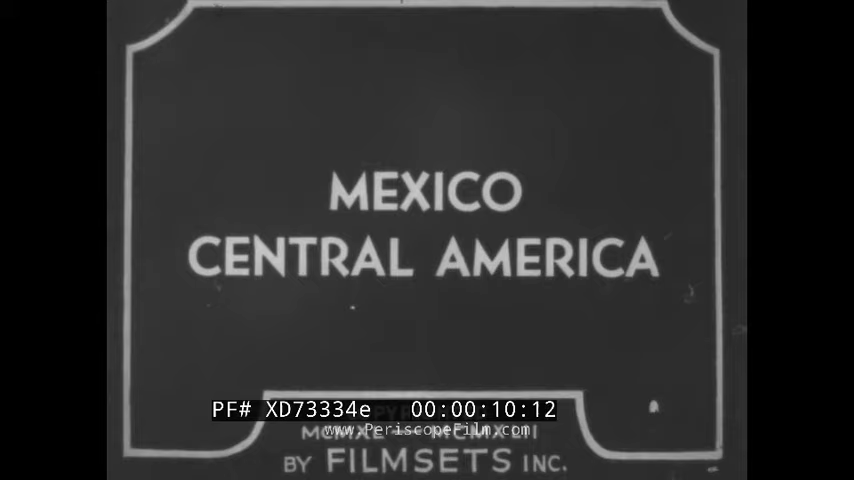 MEXICO
CENTRAL AMERICA
PF# XD73334e 00:00:10:12
www.PeriscopeFilm.com
BY FILMSETS INC.